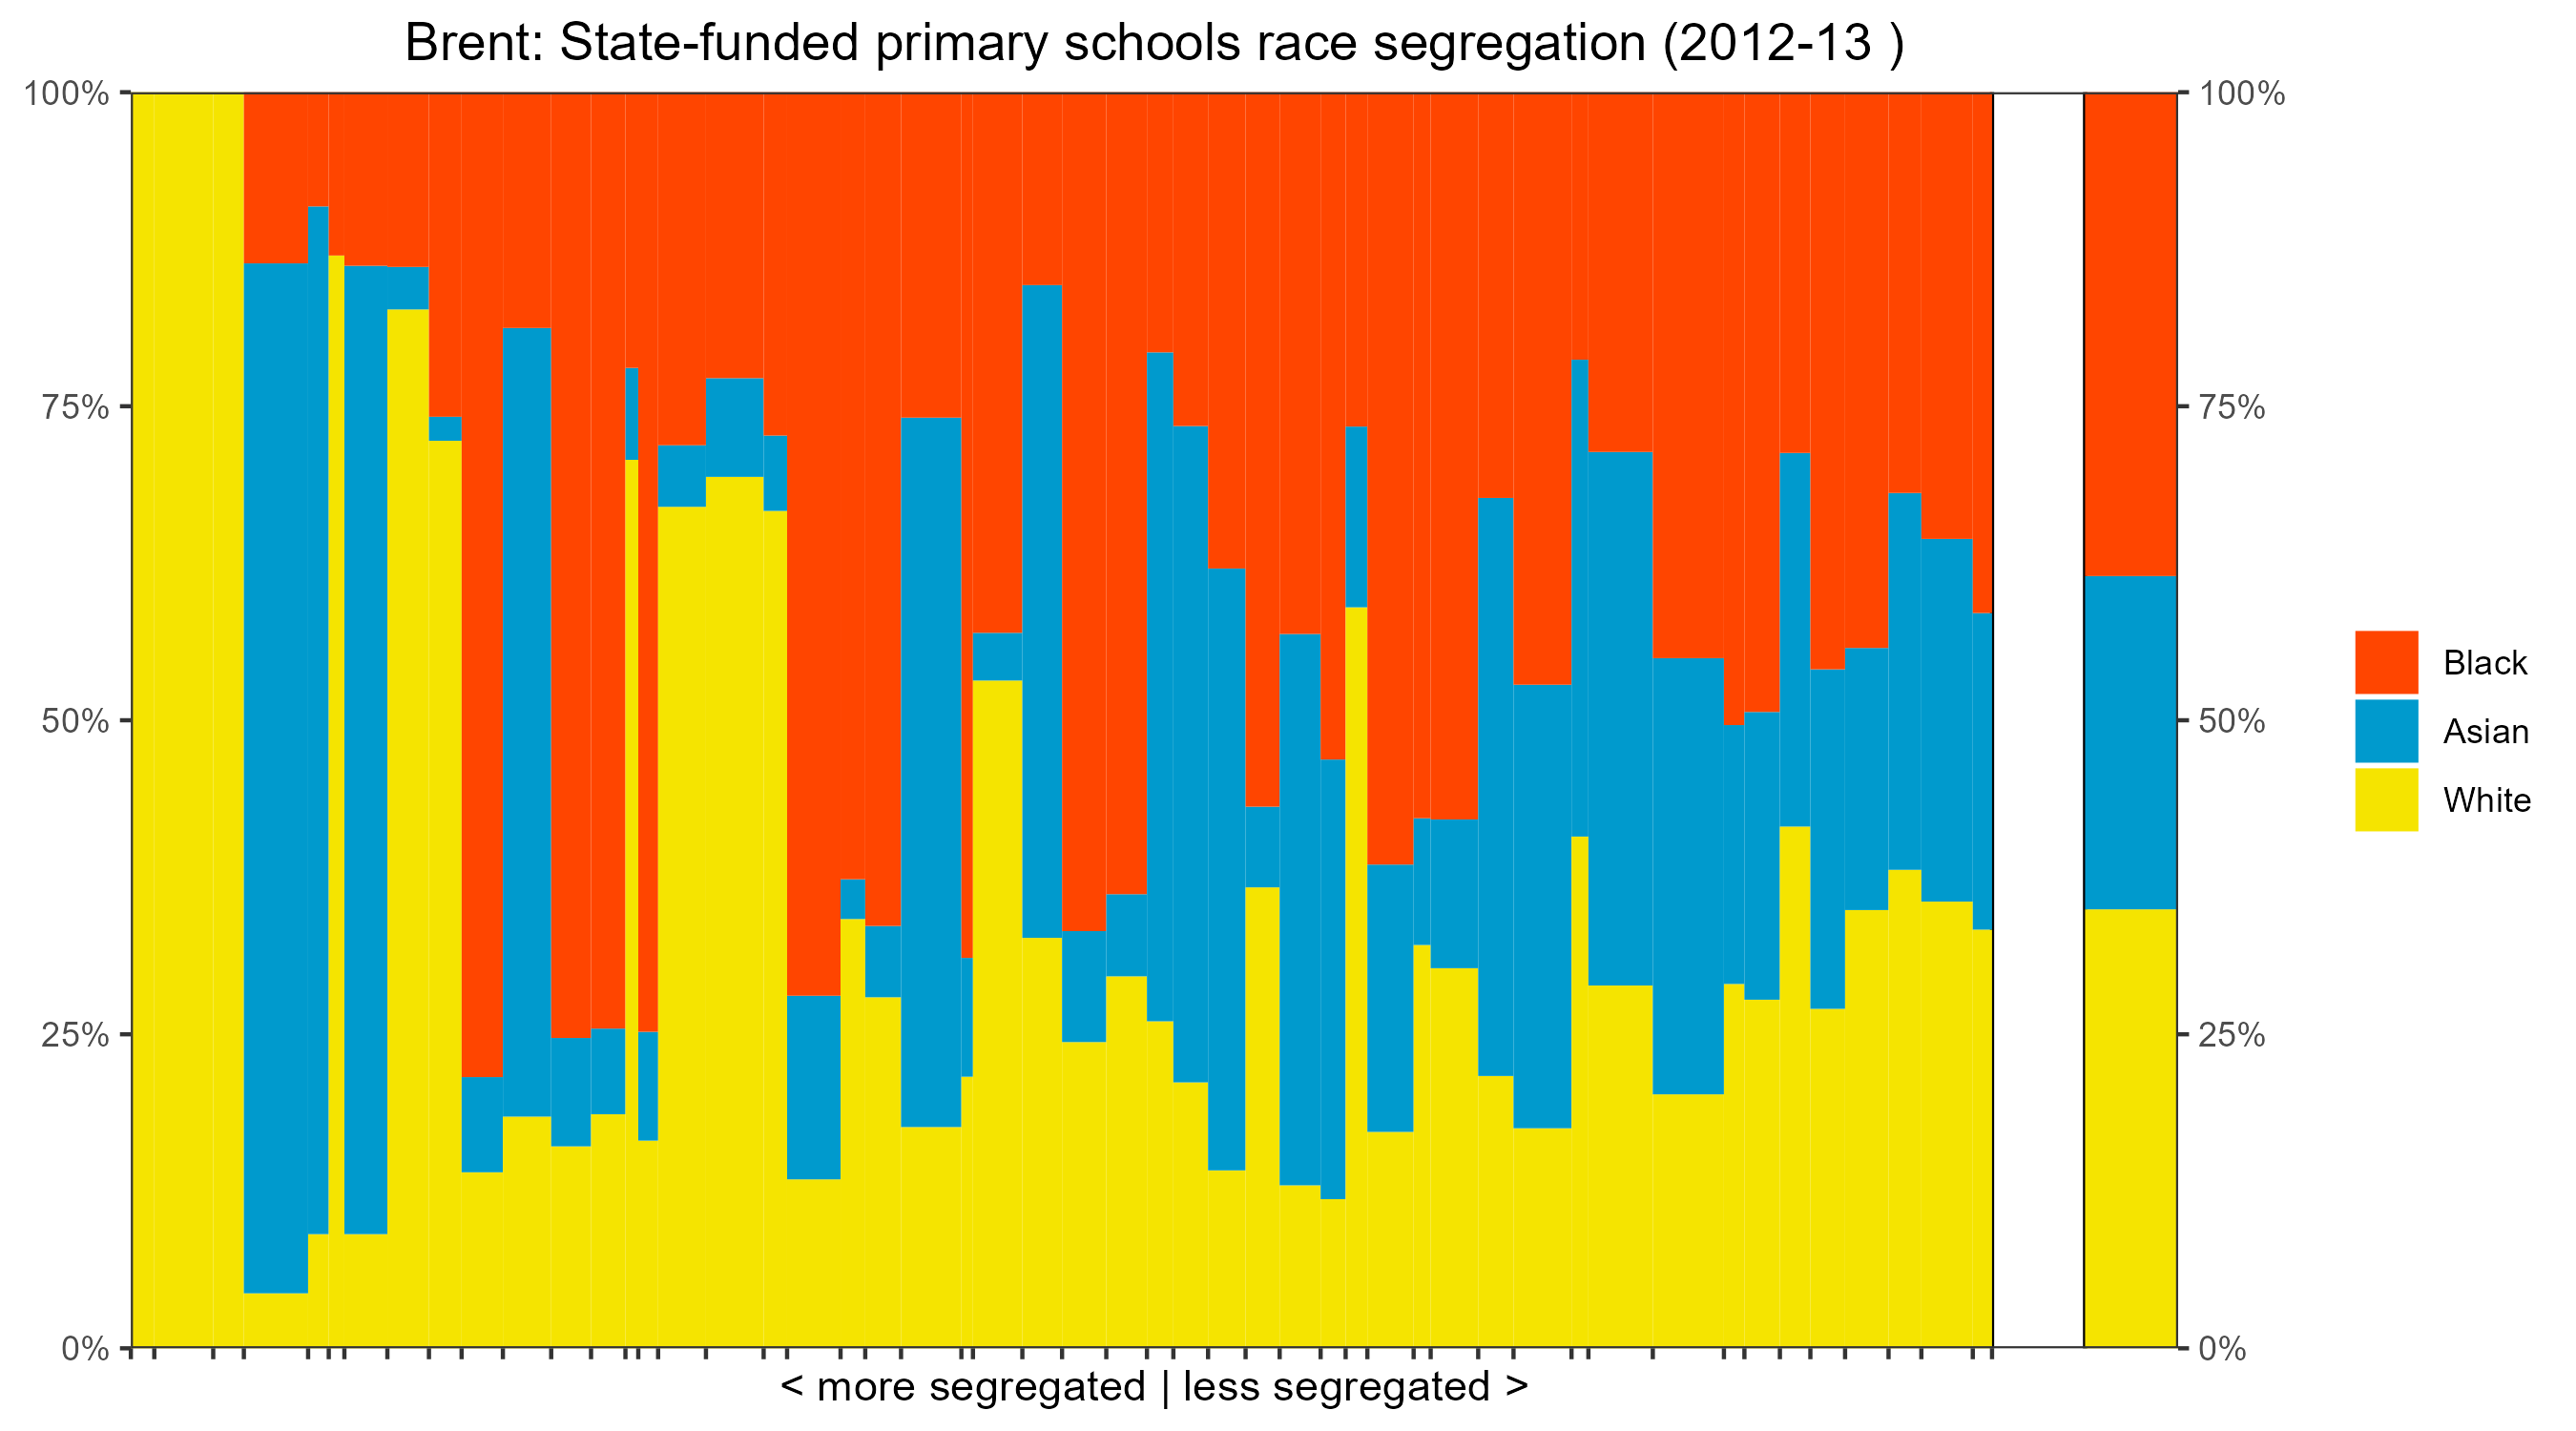 Brent: State-funded primary schools race segregation (2012-13 )
100%
75%
50%
25%
0%
100%
75%
50%
25%
0%
Black
Asian
White
< more segregated | less segregated >